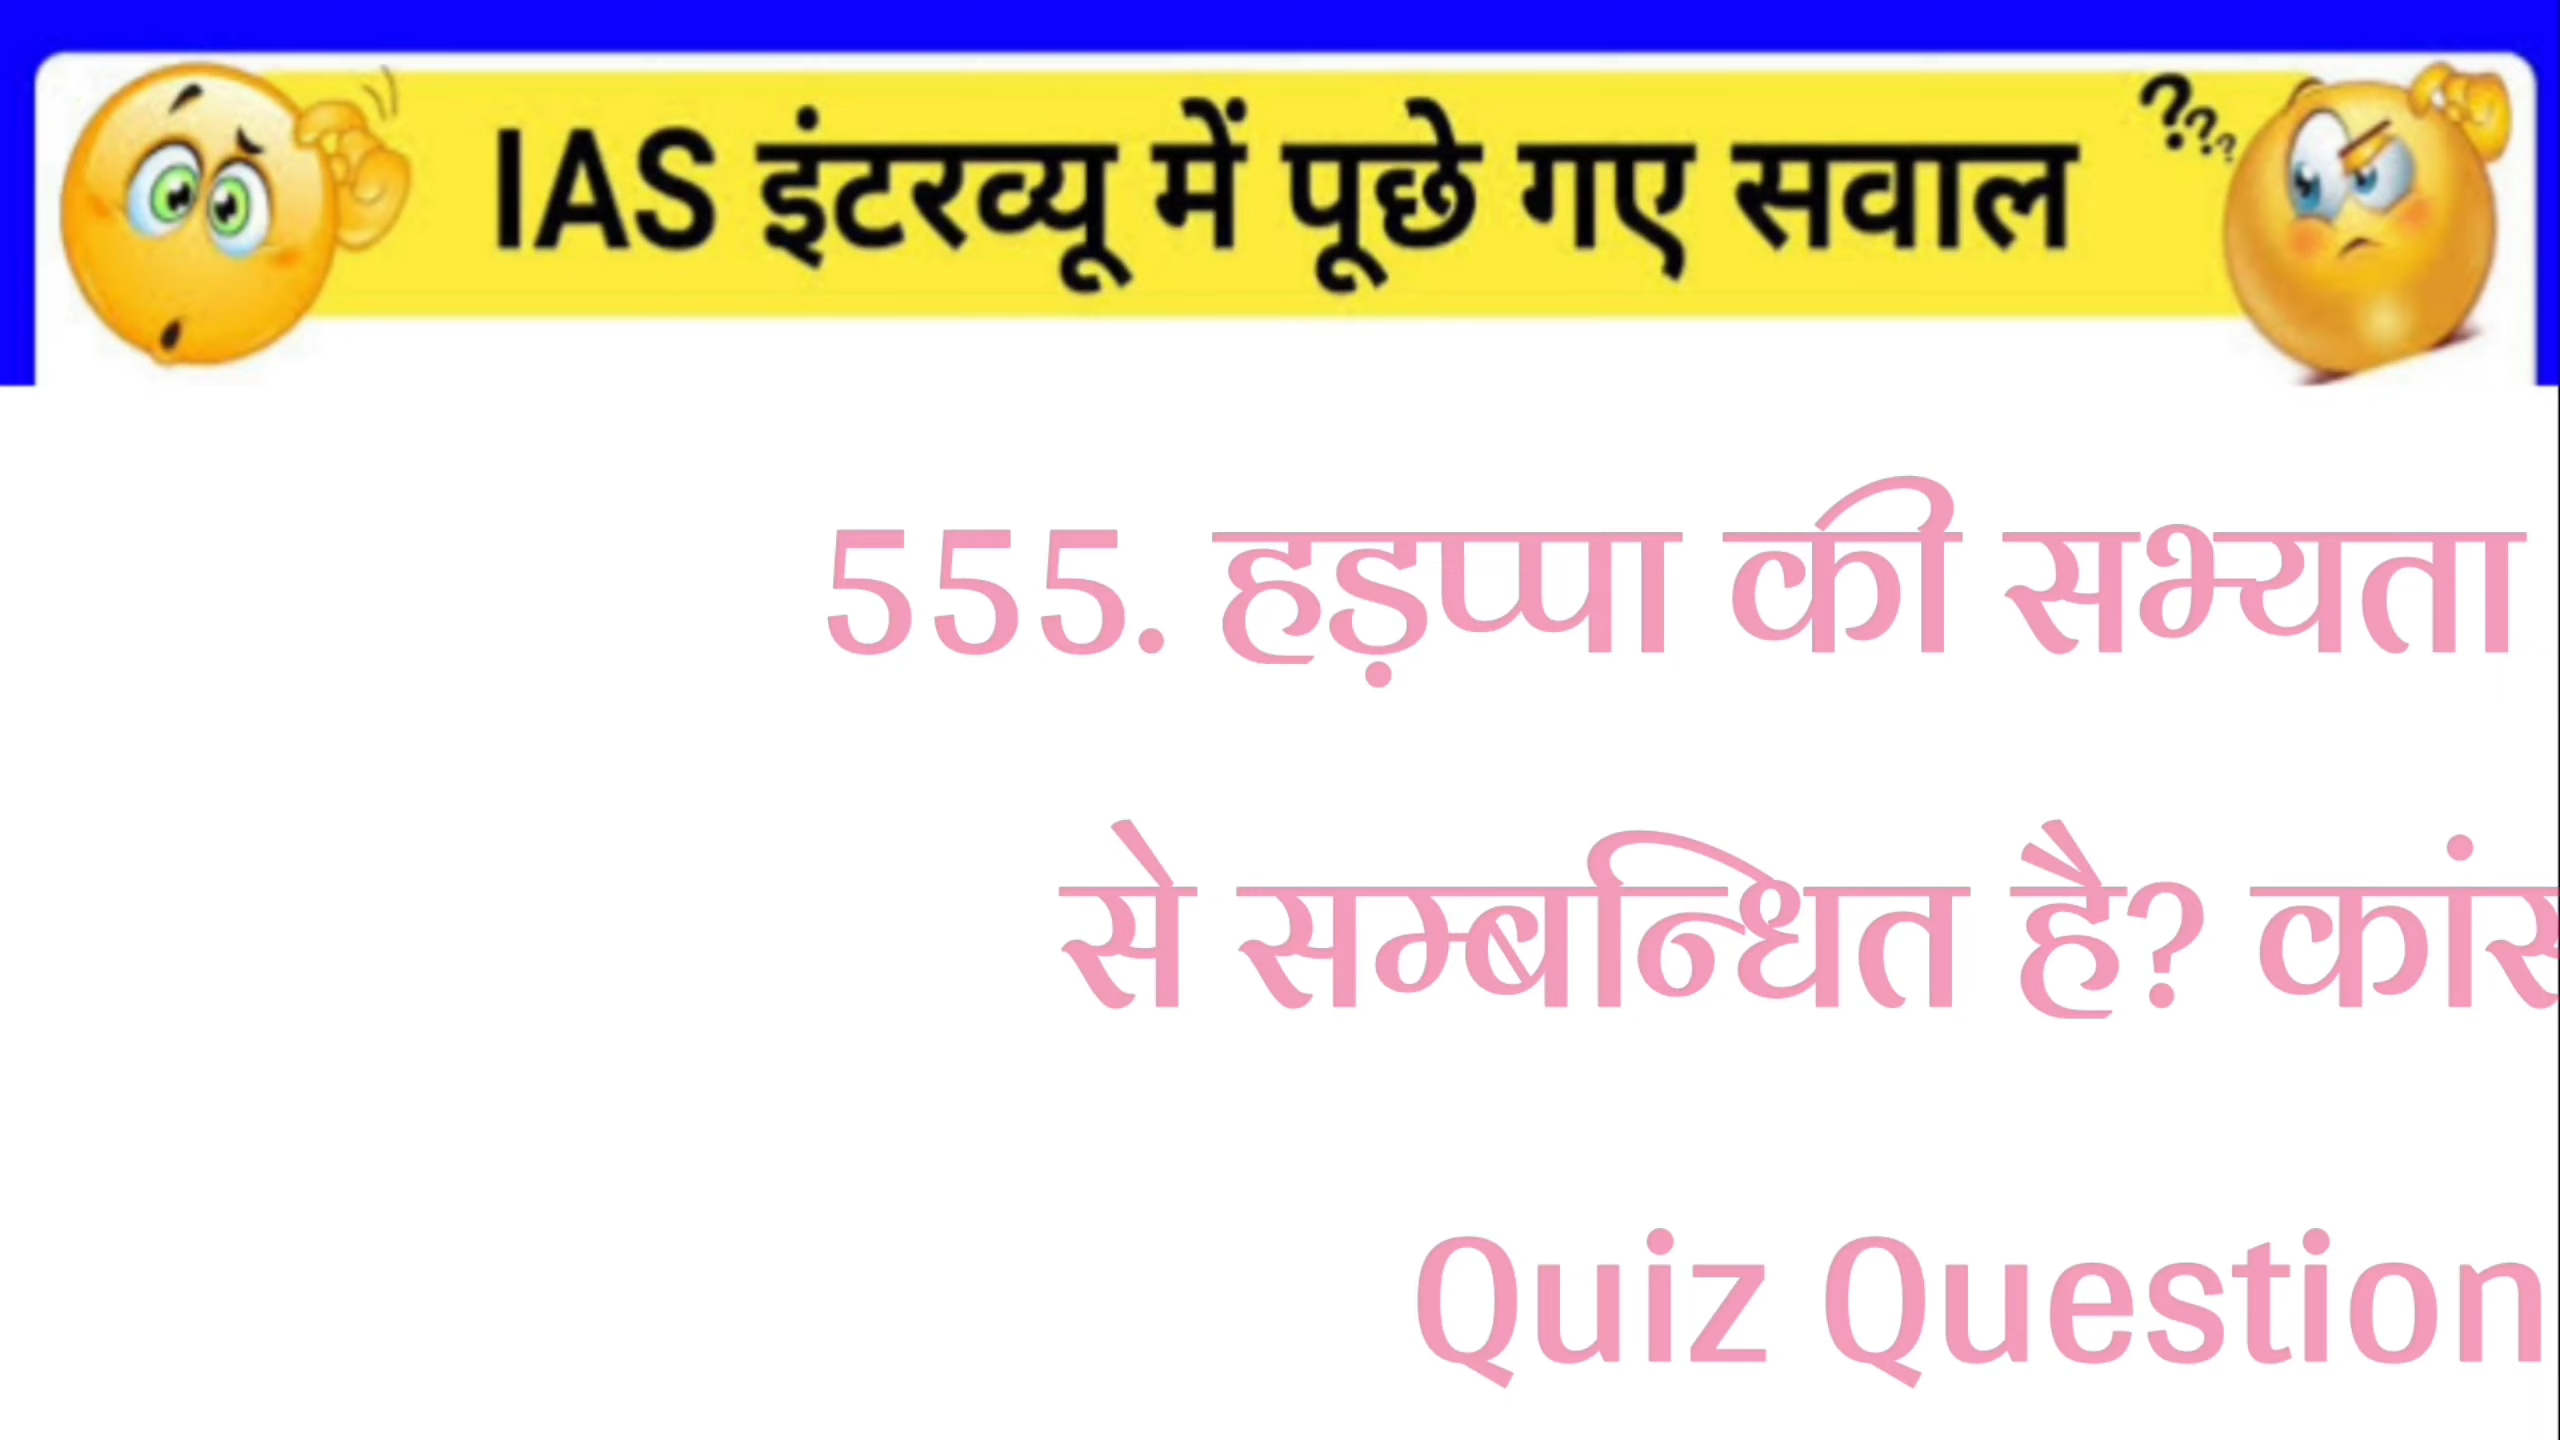 IAS इंटरव्यू में पूछे गए सवाल
???
555. हड़प्पा की सभ्यता
से सम्बन्धित है?
Quiz Question